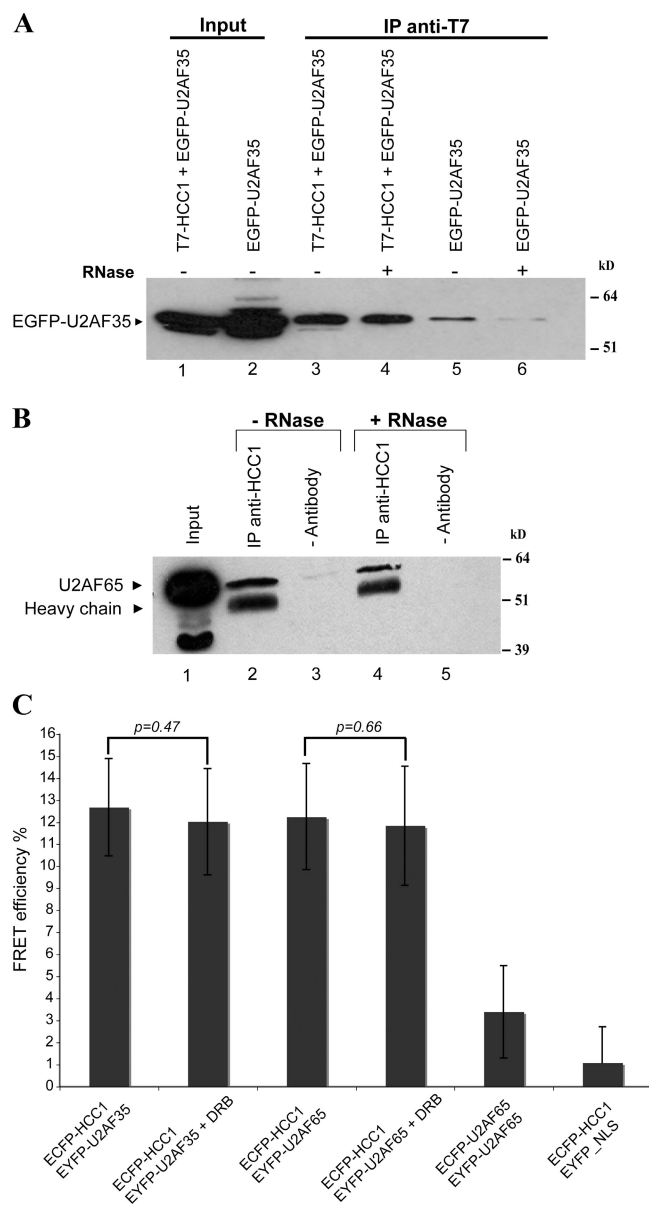 A
Input
IP anti-T7
T7-HCC1 + EGFP-U2AF35
EGFP-U2AF35
T7-HCC1 + EGFP-U2AF35
T7-HCC1 + EGFP-U2AF35
EGFP-U2AF35
EGFP-U2AF35
RNase - - - + - +
kD
64
EGFP-U2AF35
51
1 2 3 4 5 6
B
- RNase
+ RNase
Input
IP anti-HCC1
- Antibody
IP anti-HCC1
- Antibody
kD
64
U2AF65
51
Heavy chain
39
1 2 3 4 5
C
p=0.47
p=0.66
FRET efficiency %
16
15
14
13
12
11
10
9
8
7
6
5
4
3
2
1
0
ECFP-HCC1
EYFP-U2AF35
ECFP-HCC1
EYFP-U2AF35 + DRB
ECFP-HCC1
EYFP-U2AF65
ECFP-HCC1
EYFP-U2AF65 + DRB
ECFP-U2AF65
EYFP-U2AF65
ECFP-HCC1
EYFP_NLS